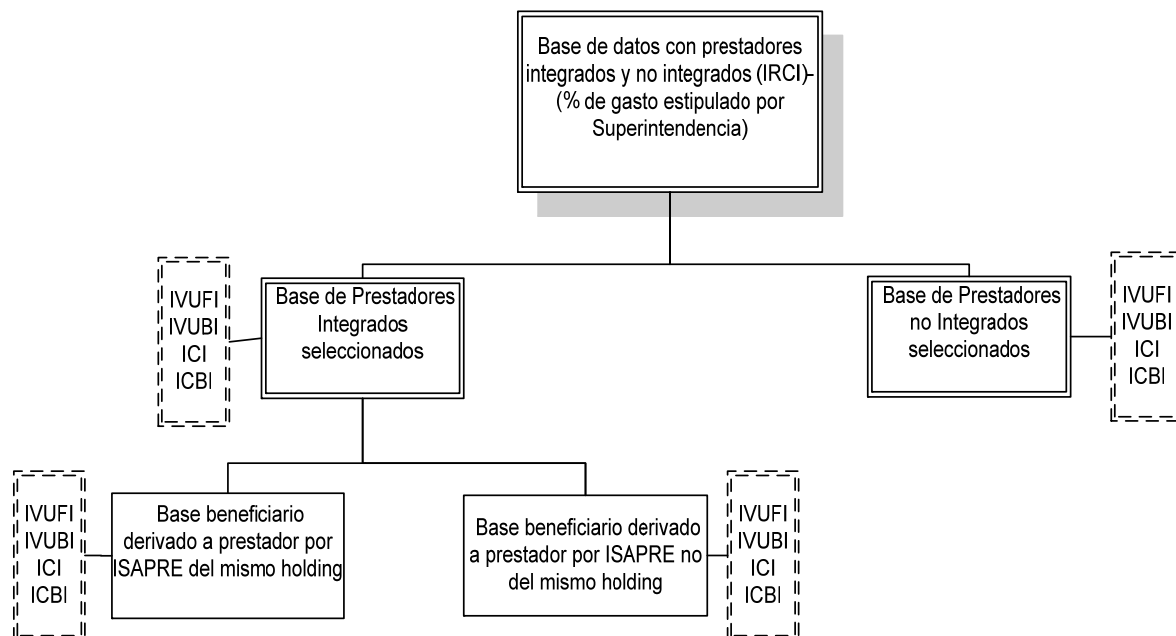 Base de datos con prestadores
integrados y no integrados (IRCI)-
(% de gasto estipulado por
Superintendencia)
IVUFI
IVUBI
ICI
ICBI
Base de Prestadores
Integrados
seleccionados
Base de Prestadores
no Integrados
seleccionados
IVUFI
IVUBI
ICI
ICBI
IVUFI
IVUBI
ICI
ICBI
Base beneficiario
derivado a prestador por
ISAPRE del mismo holding
Base beneficiario derivado
a prestador por ISAPRE no
del mismo holding
IVUFI
IVUBI
ICI
ICBI